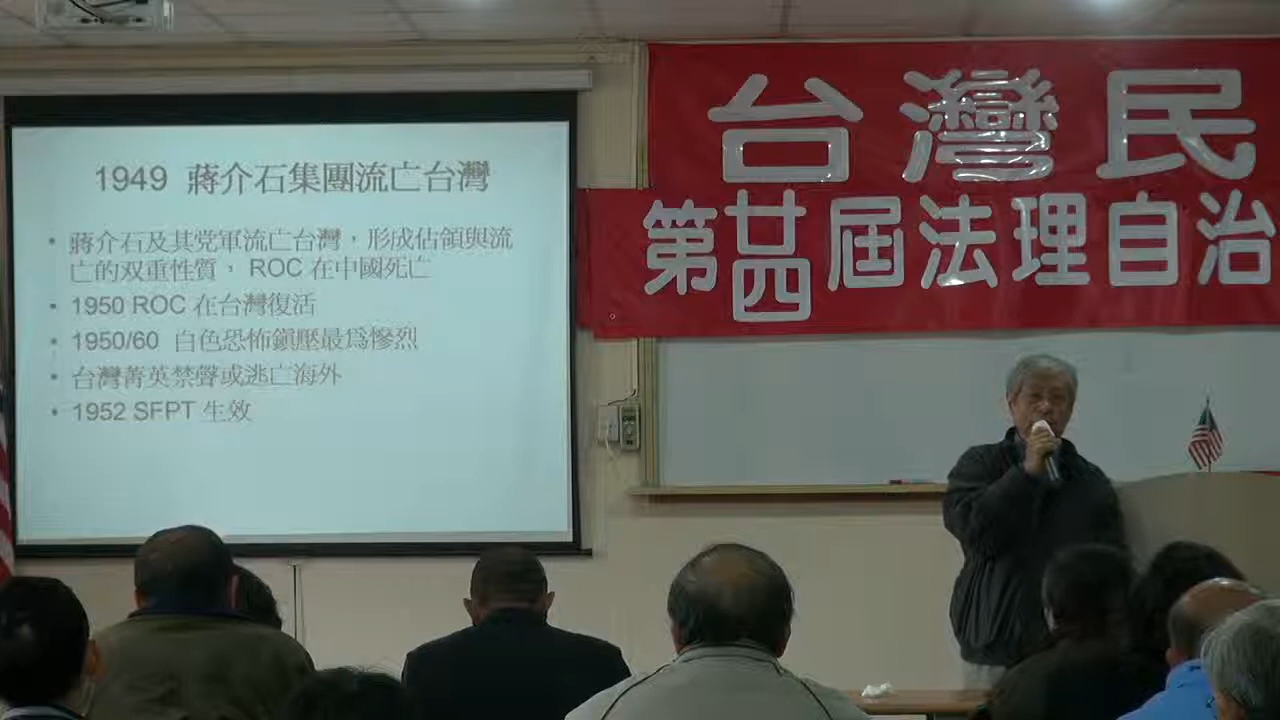 1949 蔣介石集團流亡台灣
• 蔣介石及其党軍流亡台灣，形成佔領與流
亡的双重性質， ROC 在中國死亡
• 1950 ROC 在台灣復活
• 1950/60 白色恐怖鎮壓最爲慘烈
• 台灣菁英禁聲或逃亡海外
• 1952 SFPT 生效
台灣民
第廿四屆法理自治